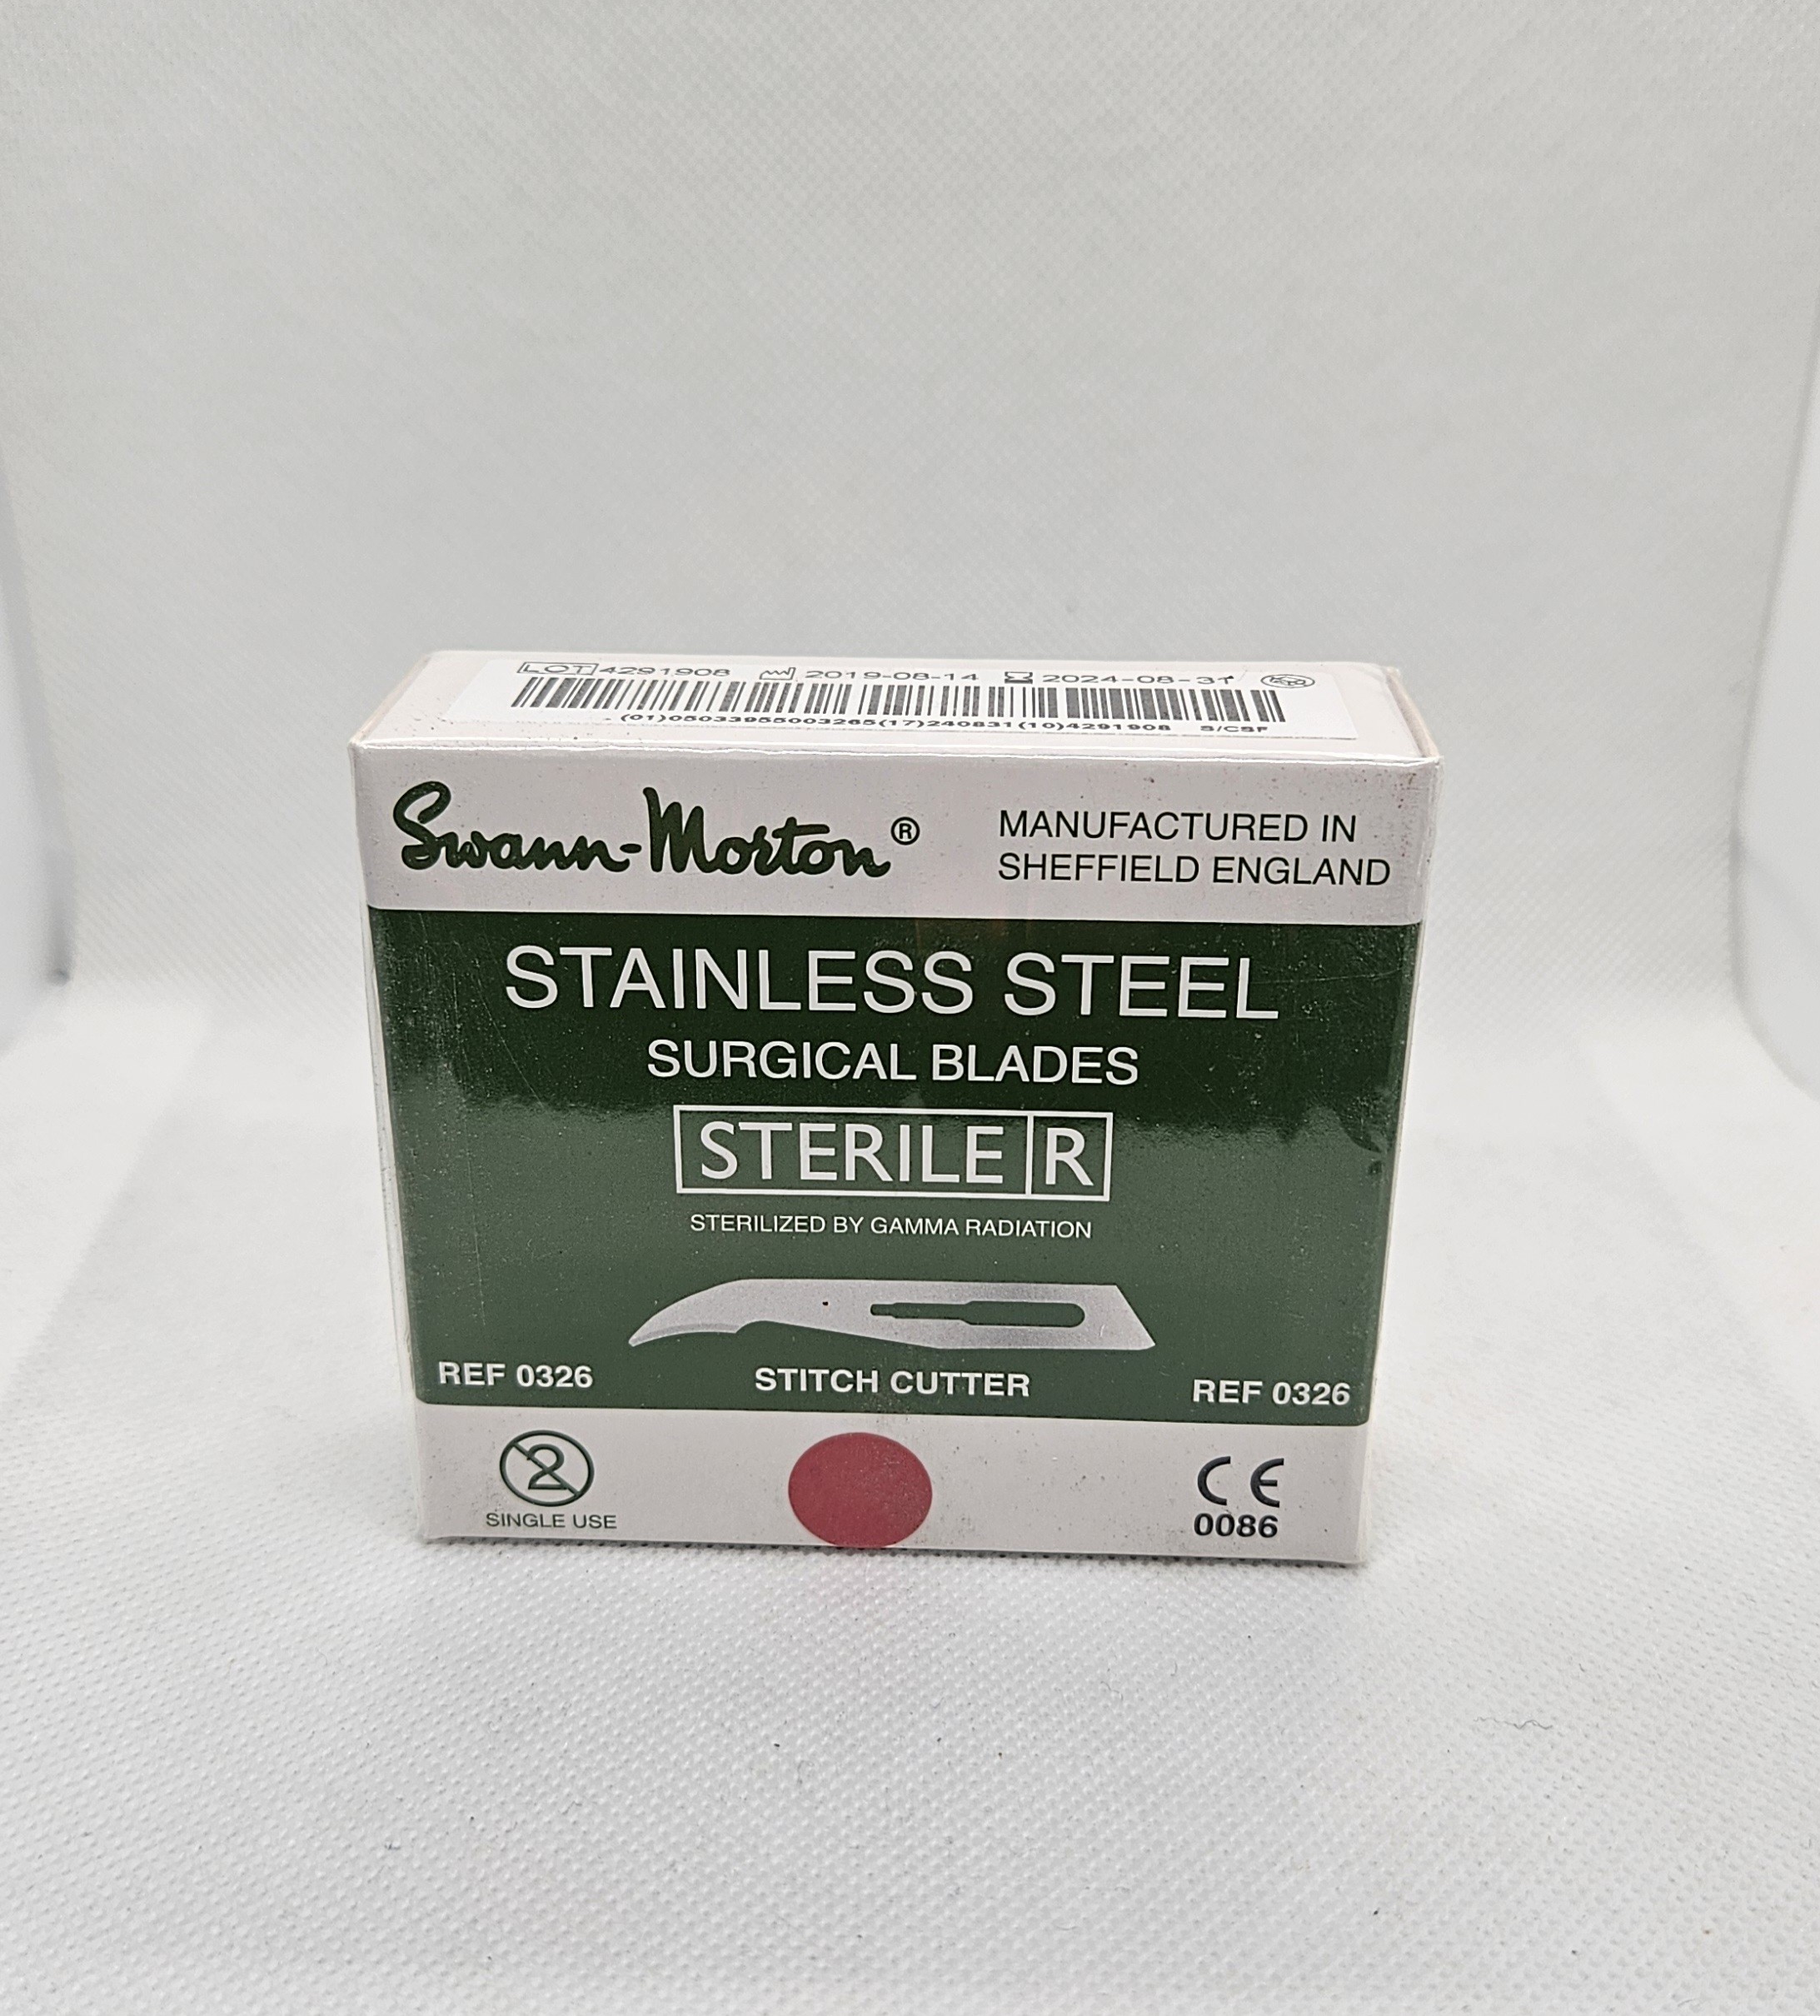 LOT 4291908 2019-08-14 2024-08-31
(01)05033955003265(17)240831(10)4291908 S/CSF
Swann-Morton®
MANUFACTURED IN
SHEFFIELD ENGLAND
STAINLESS STEEL
SURGICAL BLADES
STERILE R
STERILIZED BY GAMMA RADIATION
REF 0326
STITCH CUTTER
REF 0326
2
SINGLE USE
CE
0086